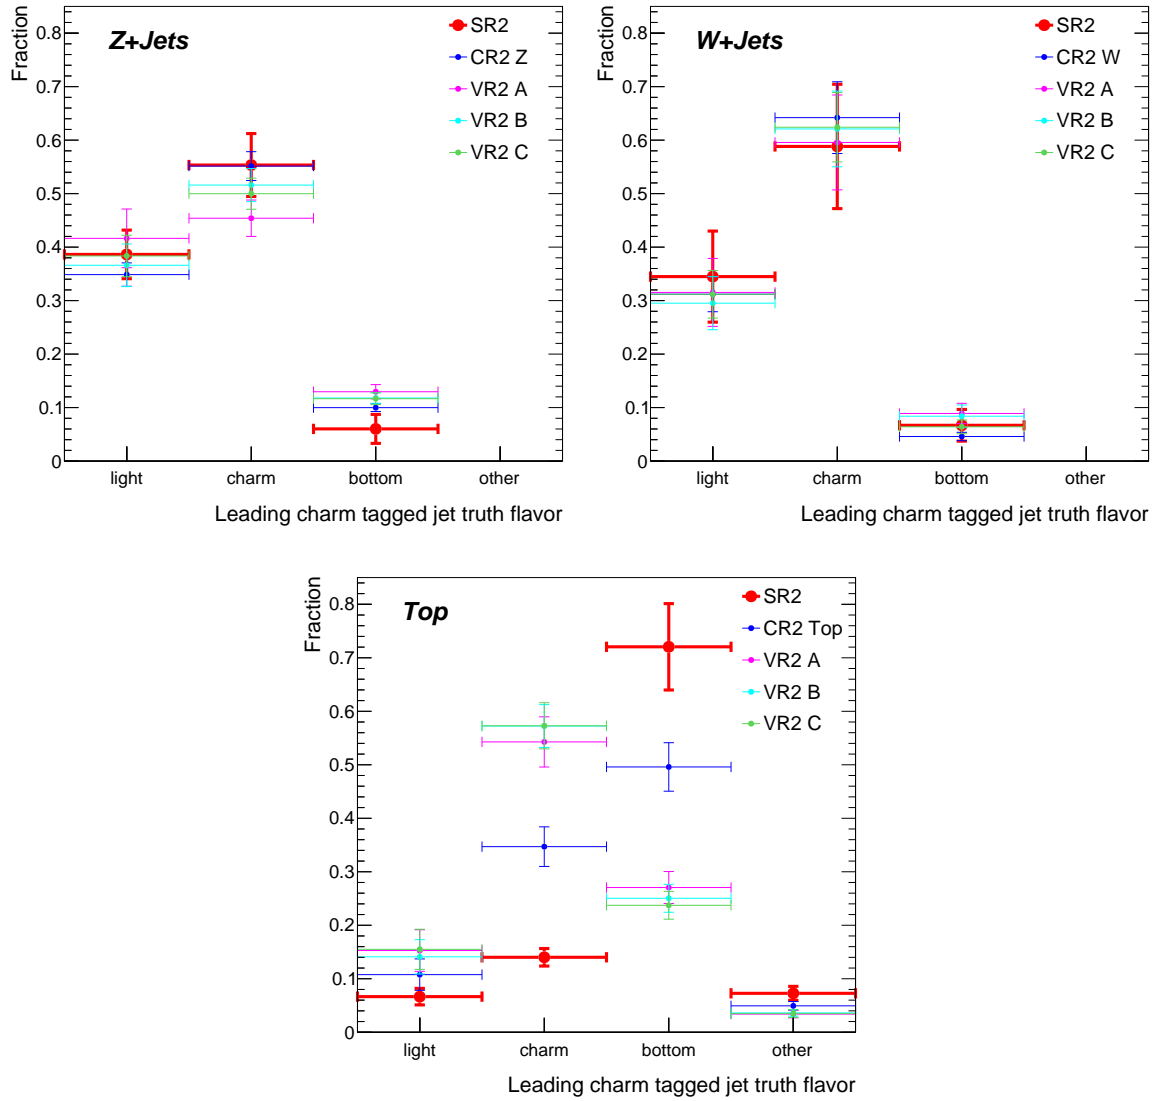 Fraction
Z+Jets
SR2
CR2 Z
VR2 A
VR2 B
VR2 C
0.8
0.7
0.6
0.5
0.4
0.3
0.2
0.1
0
light charm bottom other
Leading charm tagged jet truth flavor
Fraction
W+Jets
SR2
CR2 W
VR2 A
VR2 B
VR2 C
0.8
0.7
0.6
0.5
0.4
0.3
0.2
0.1
0
light charm bottom other
Leading charm tagged jet truth flavor
Fraction
Top
SR2
CR2 Top
VR2 A
VR2 B
VR2 C
0.8
0.7
0.6
0.5
0.4
0.3
0.2
0.1
0
light charm bottom other
Leading charm tagged jet truth flavor